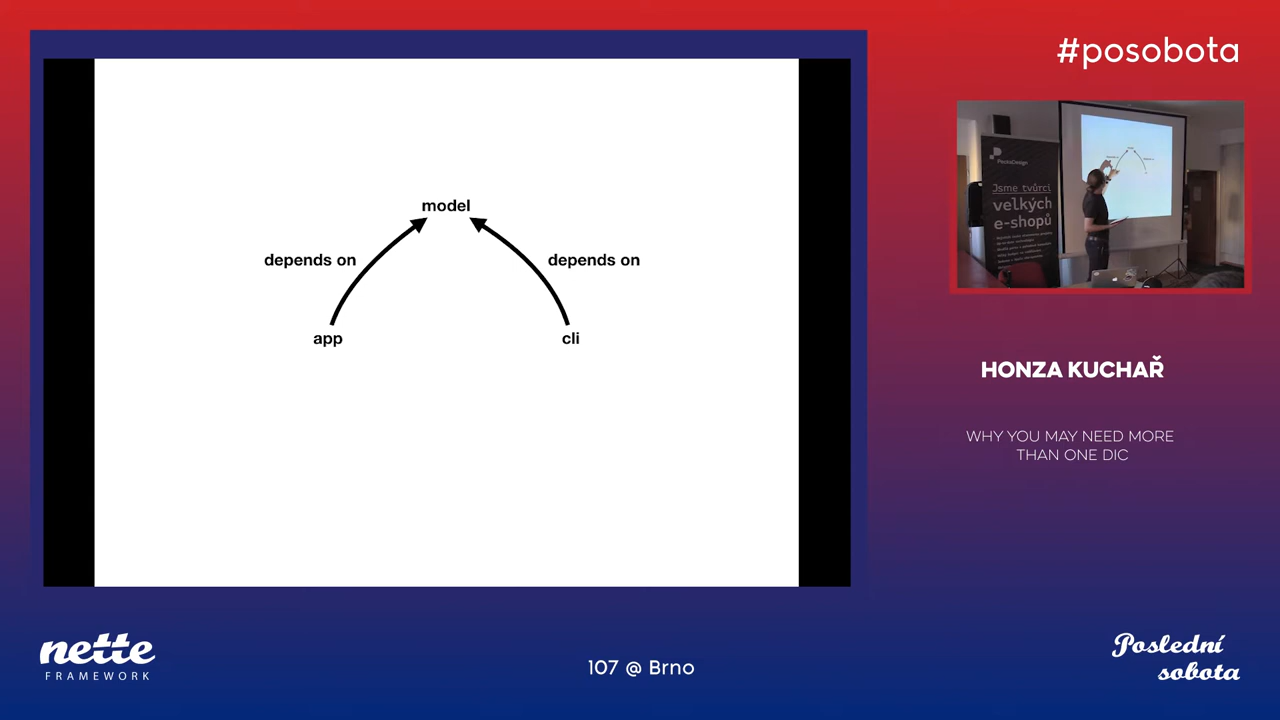 #posobota
model
depends on
depends on
app
cli
PeckaDesign
Jsme tvůrci
velkých
e-shopů
HONZA KUCHAŘ
WHY YOU MAY NEED MORE
THAN ONE DIC
nette
FRAMEWORK
107 @ Brno
Poslední
sobota